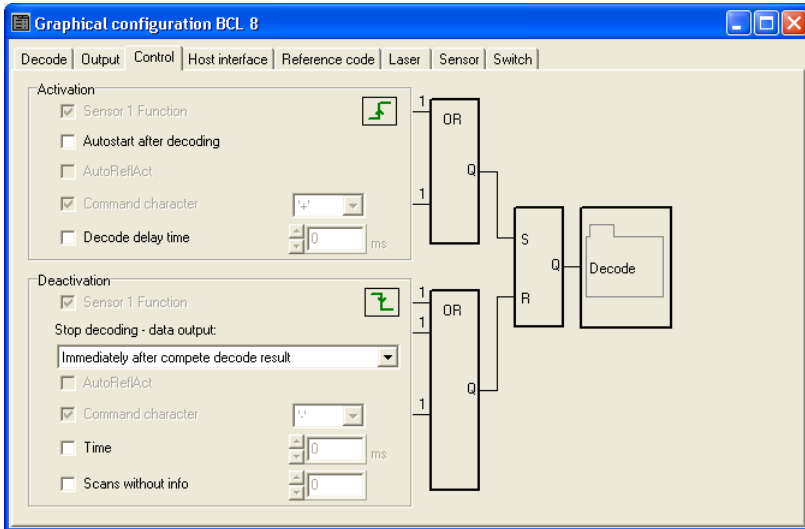 Graphical configuration BCL 8
Decode Output Control Host interface Reference code Laser Sensor Switch
Activation
Sensor 1 Function
Autostart after decoding
AutoReflAct
Command character '+'
Decode delay time 0 ms
1
OR
Q
1
Deactivation
Sensor 1 Function
Stop decoding - data output:
Immediately after compete decode result
AutoReflAct
Command character '-'
Time 0 ms
Scans without info 0
1
1
OR
Q
1
S
Q
R
Decode